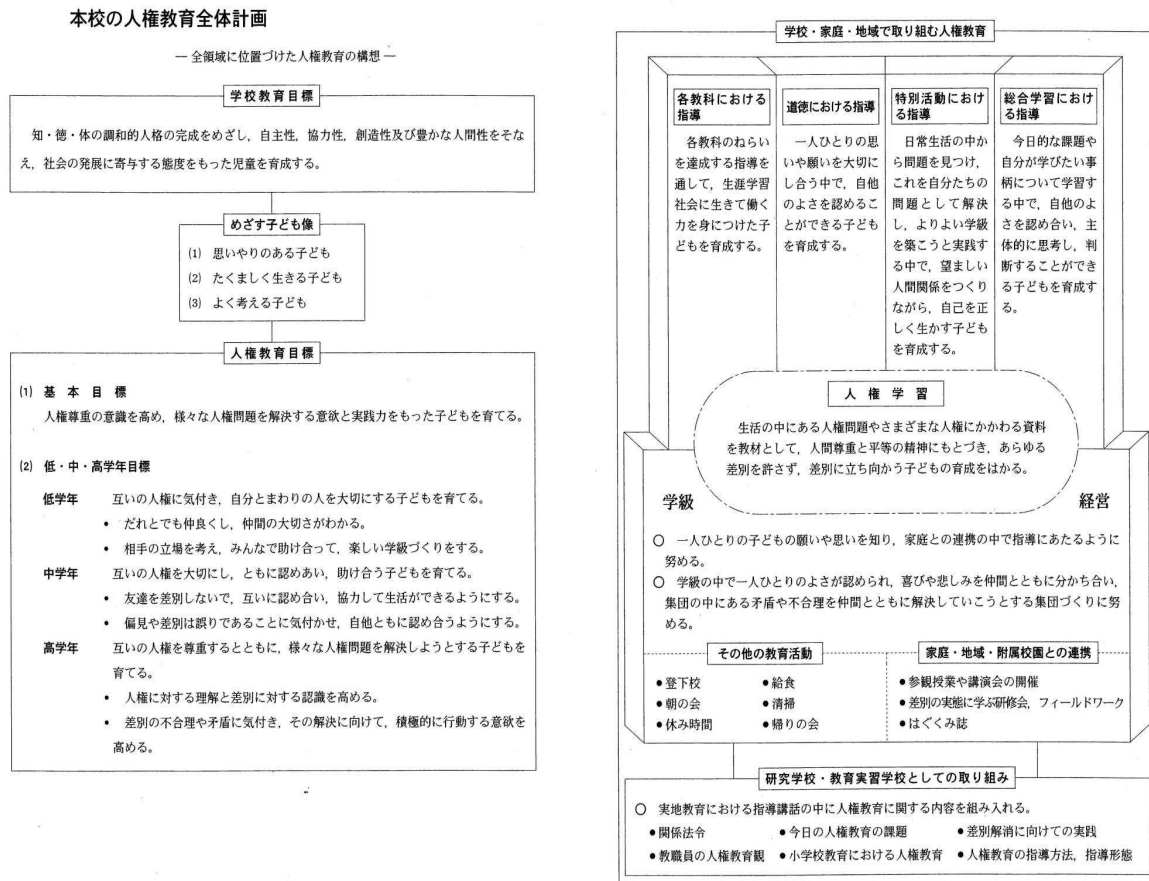 本校の人権教育全体計画
― 全領域に位置づけた人権教育の構想 ―
学校教育目標
知・徳・体の調和的人格の完成をめざし，自主性，協力性，創造性及び豊かな人間性をそな
え，社会の発展に寄与する態度をもった児童を育成する。
めざす子ども像
⑴ 思いやりのある子ども
⑵ たくましく生きる子ども
⑶ よく考える子ども
人権教育目標
⑴ 基 本 目 標
人権尊重の意識を高め，様々な人権問題を解決する意欲と実践力をもった子どもを育てる。
⑵ 低・中・高学年目標
低学年 互いの人権に気付き，自分とまわりの人を大切にする子どもを育てる。
• だれとでも仲良くし，仲間の大切さがわかる。
• 相手の立場を考え，みんなで助け合って，楽しい学級づくりをする。
中学年 互いの人権を大切にし，ともに認めあい，助け合う子どもを育てる。
• 友達を差別しないで，互いに認め合い，協力して生活ができるようにする。
• 偏見や差別は誤りであることに気付かせ，自他ともに認め合うようにする。
高学年 互いの人権を尊重するとともに，様々な人権問題を解決しようとする子どもを
育てる。
• 人権に対する理解と差別に対する認識を高める。
• 差別の不合理や矛盾に気付き，その解決に向けて，積極的に行動する意欲を
高める。
学校・家庭・地域で取り組む人権教育
各教科における
指導
各教科のねらい
を達成する指導を
通して，生涯学習
社会に生きて働く
力を身につけた子
どもを育成する。
道徳における指導
一人ひとりの思
いや願いを大切に
し合う中で，自他
のよさを認めるこ
とができる子ども
を育成する。
特別活動におけ
る指導
日常生活の中か
ら問題を見つけ，
これを自分たちの
問題として解決
し，よりよい学級
を築こうと実践す
る中で，望ましい
人間関係をつくり
ながら，自己を正
しく生かす子ども
を育成する。
総合学習におけ
る指導
今日的な課題や
自分が学びたい事
柄について学習す
る中で，自他のよ
さを認め合い，主
体的に思考し，判
断することができ
る子どもを育成す
る。
人 権 学 習
生活の中にある人権問題やさまざまな人権にかかわる資料
を教材として，人間尊重と平等の精神にもとづき，あらゆる
差別を許さず，差別に立ち向かう子どもの育成をはかる。
学級 経営
○ 一人ひとりの子どもの願いや思いを知り，家庭との連携の中で指導にあたるように
努める。
○ 学級の中で一人ひとりのよさが認められ，喜びや悲しみを仲間とともに分かち合い，
集団の中にある矛盾や不合理を仲間とともに解決していこうとする集団づくりに努
める。
その他の教育活動
●登下校 ●給食
●朝の会 ●清掃
●休み時間 ●帰りの会
家庭・地域・附属校園との連携
●参観授業や講演会の開催
●差別の実態に学ぶ研修会，フィールドワーク
●はぐくみ誌
研究学校・教育実習学校としての取り組み
○ 実地教育における指導講話の中に人権教育に関する内容を組み入れる。
●関係法令 ●今日の人権教育の課題 ●差別解消に向けての実践
●教職員の人権教育観 ●小学校教育における人権教育 ●人権教育の指導方法，指導形態